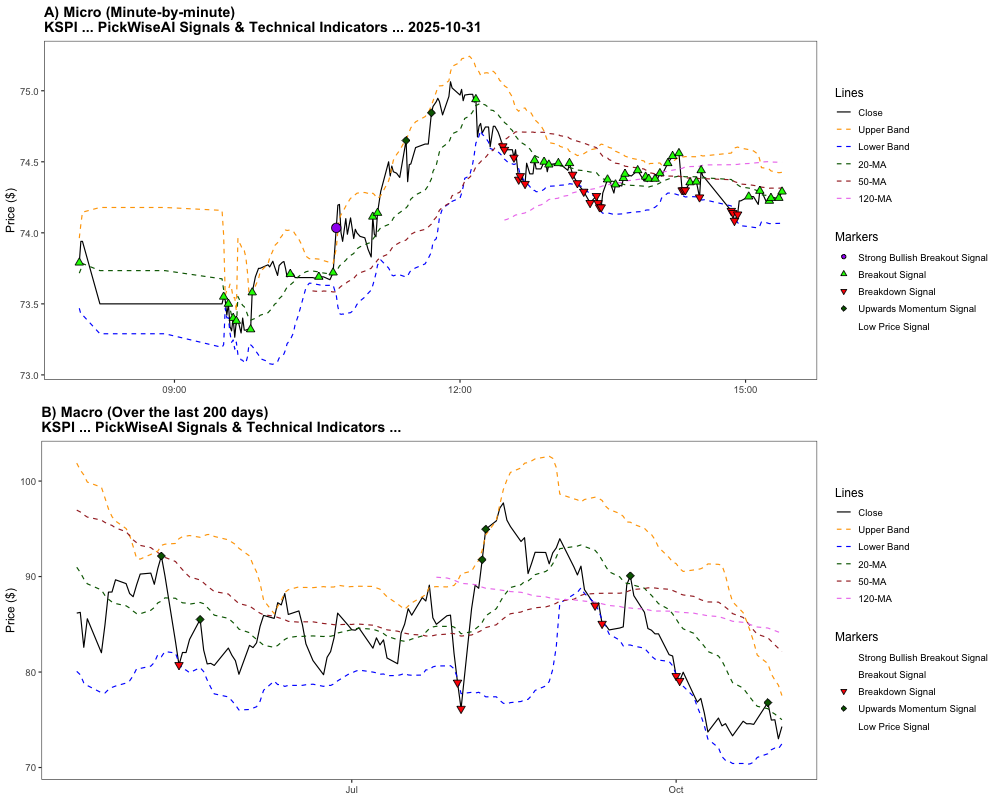 A) Micro (Minute-by-minute)
KSPI ... PickWiseAI Signals & Technical Indicators ... 2025-10-31
Price ($)
75.0
74.5
74.0
73.5
73.0
09:00
12:00
15:00
Lines
Close
Upper Band
Lower Band
20-MA
50-MA
120-MA
Markers
Strong Bullish Breakout Signal
Breakout Signal
Breakdown Signal
Upwards Momentum Signal
Low Price Signal
B) Macro (Over the last 200 days)
KSPI ... PickWiseAI Signals & Technical Indicators ...
Price ($)
100
90
80
70
Jul
Oct
Lines
Close
Upper Band
Lower Band
20-MA
50-MA
120-MA
Markers
Strong Bullish Breakout Signal
Breakout Signal
Breakdown Signal
Upwards Momentum Signal
Low Price Signal